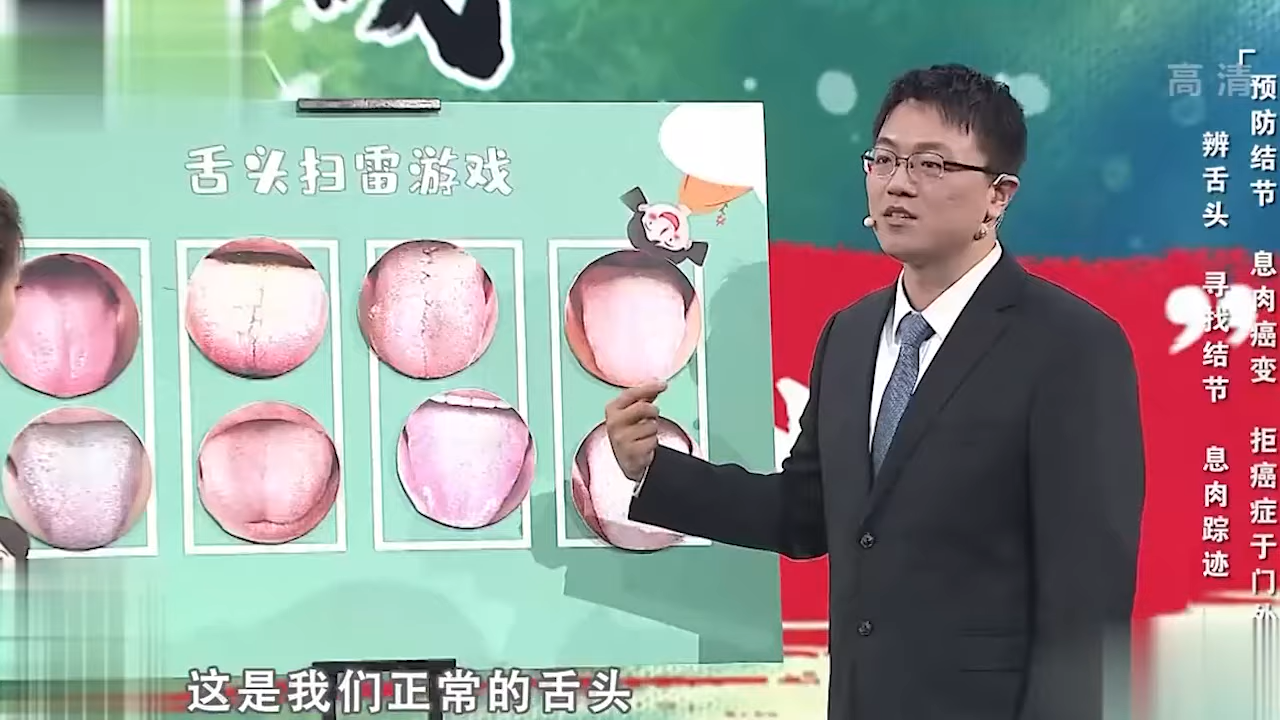 高清
「预防结节 息肉癌变 拒癌症于门外
辨舌头 寻找结节 息肉踪迹
舌头扫雷游戏
这是我们正常的舌头